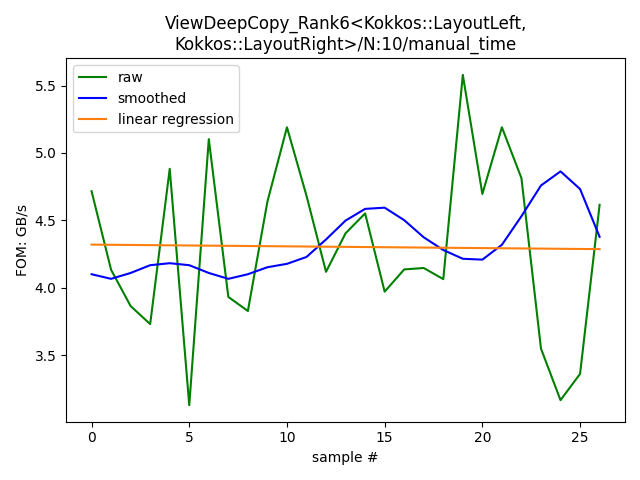 ViewDeepCopy_Rank6<Kokkos::LayoutLeft,
Kokkos::LayoutRight>/N:10/manual_time
raw
smoothed
linear regression
FOM: GB/s
5.5
5.0
4.5
4.0
3.5
0 5 10 15 20 25
sample #